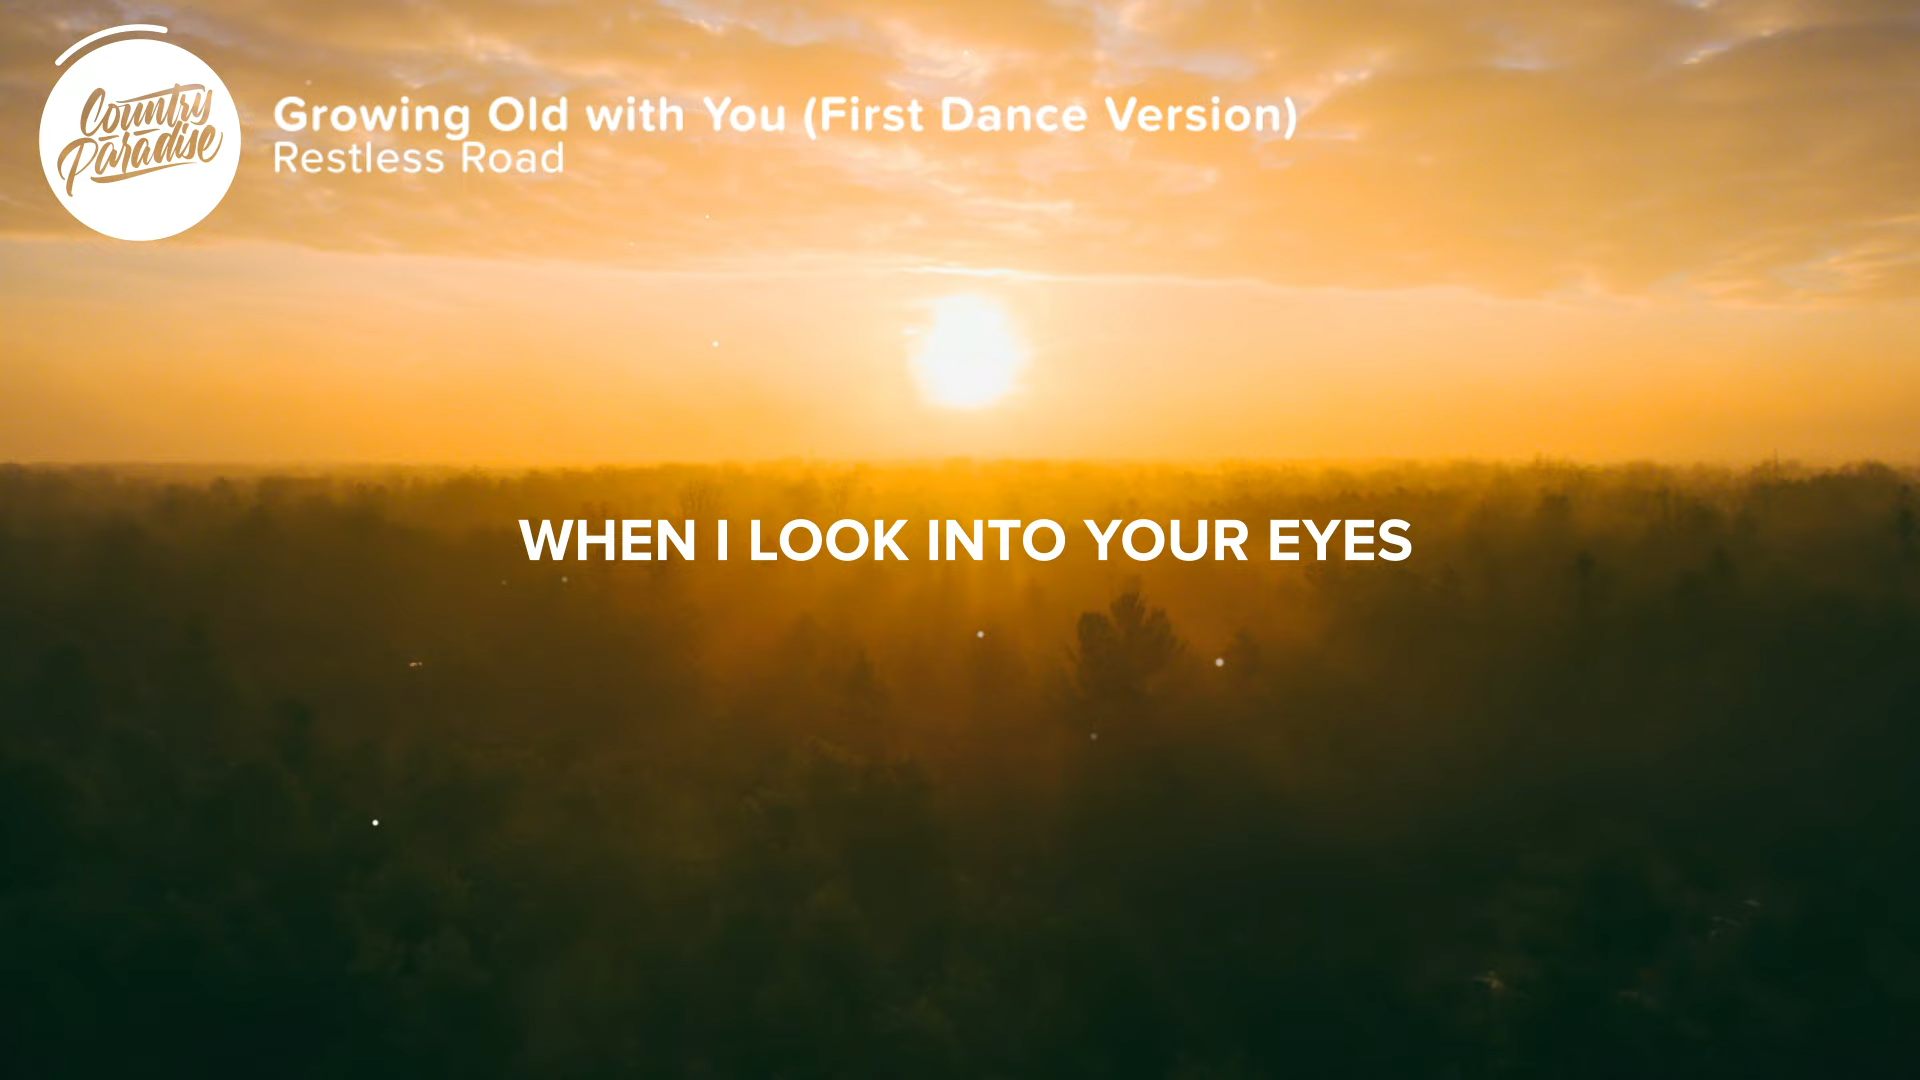 Country
Paradise
Growing Old with You (First Dance Version)
Restless Road
WHEN I LOOK INTO YOUR EYES